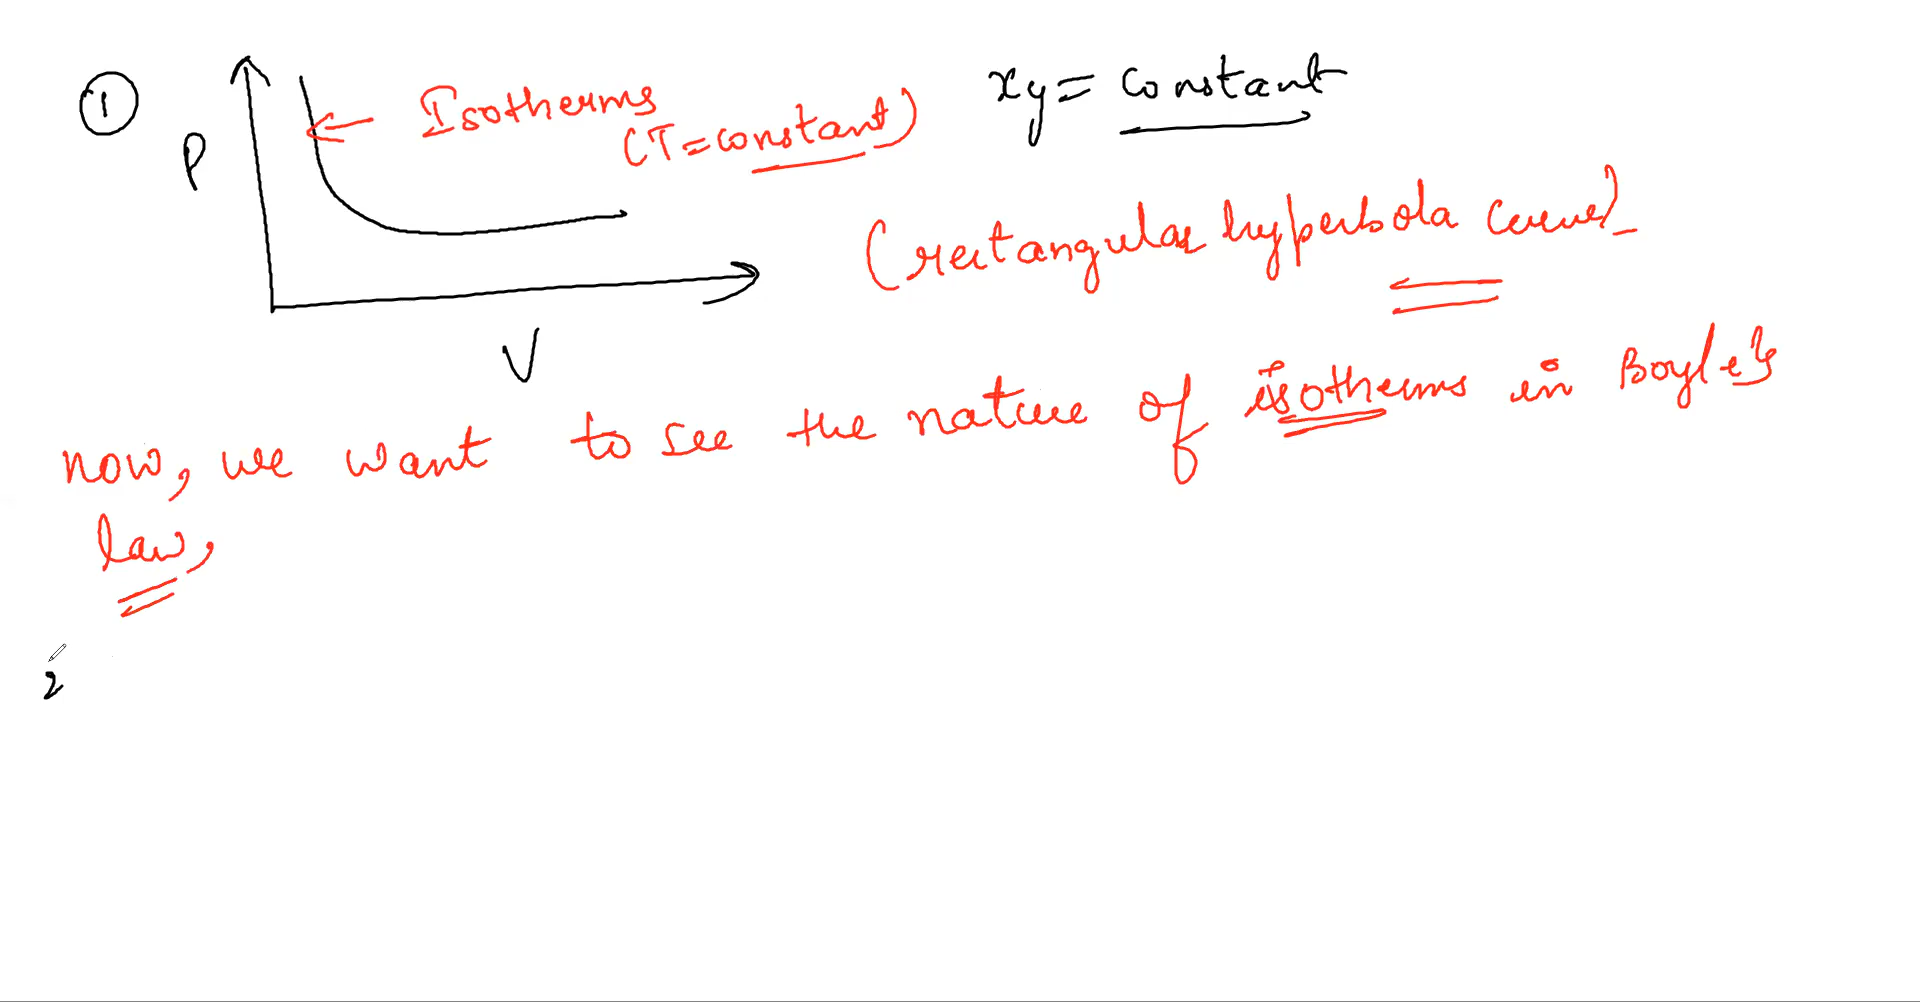 1
P
Isotherms
(T=constant)
xy= constant
(rectangular hyperbola curve)
V
now, we want to see the nature of isotherms in Boyle's
law,
2